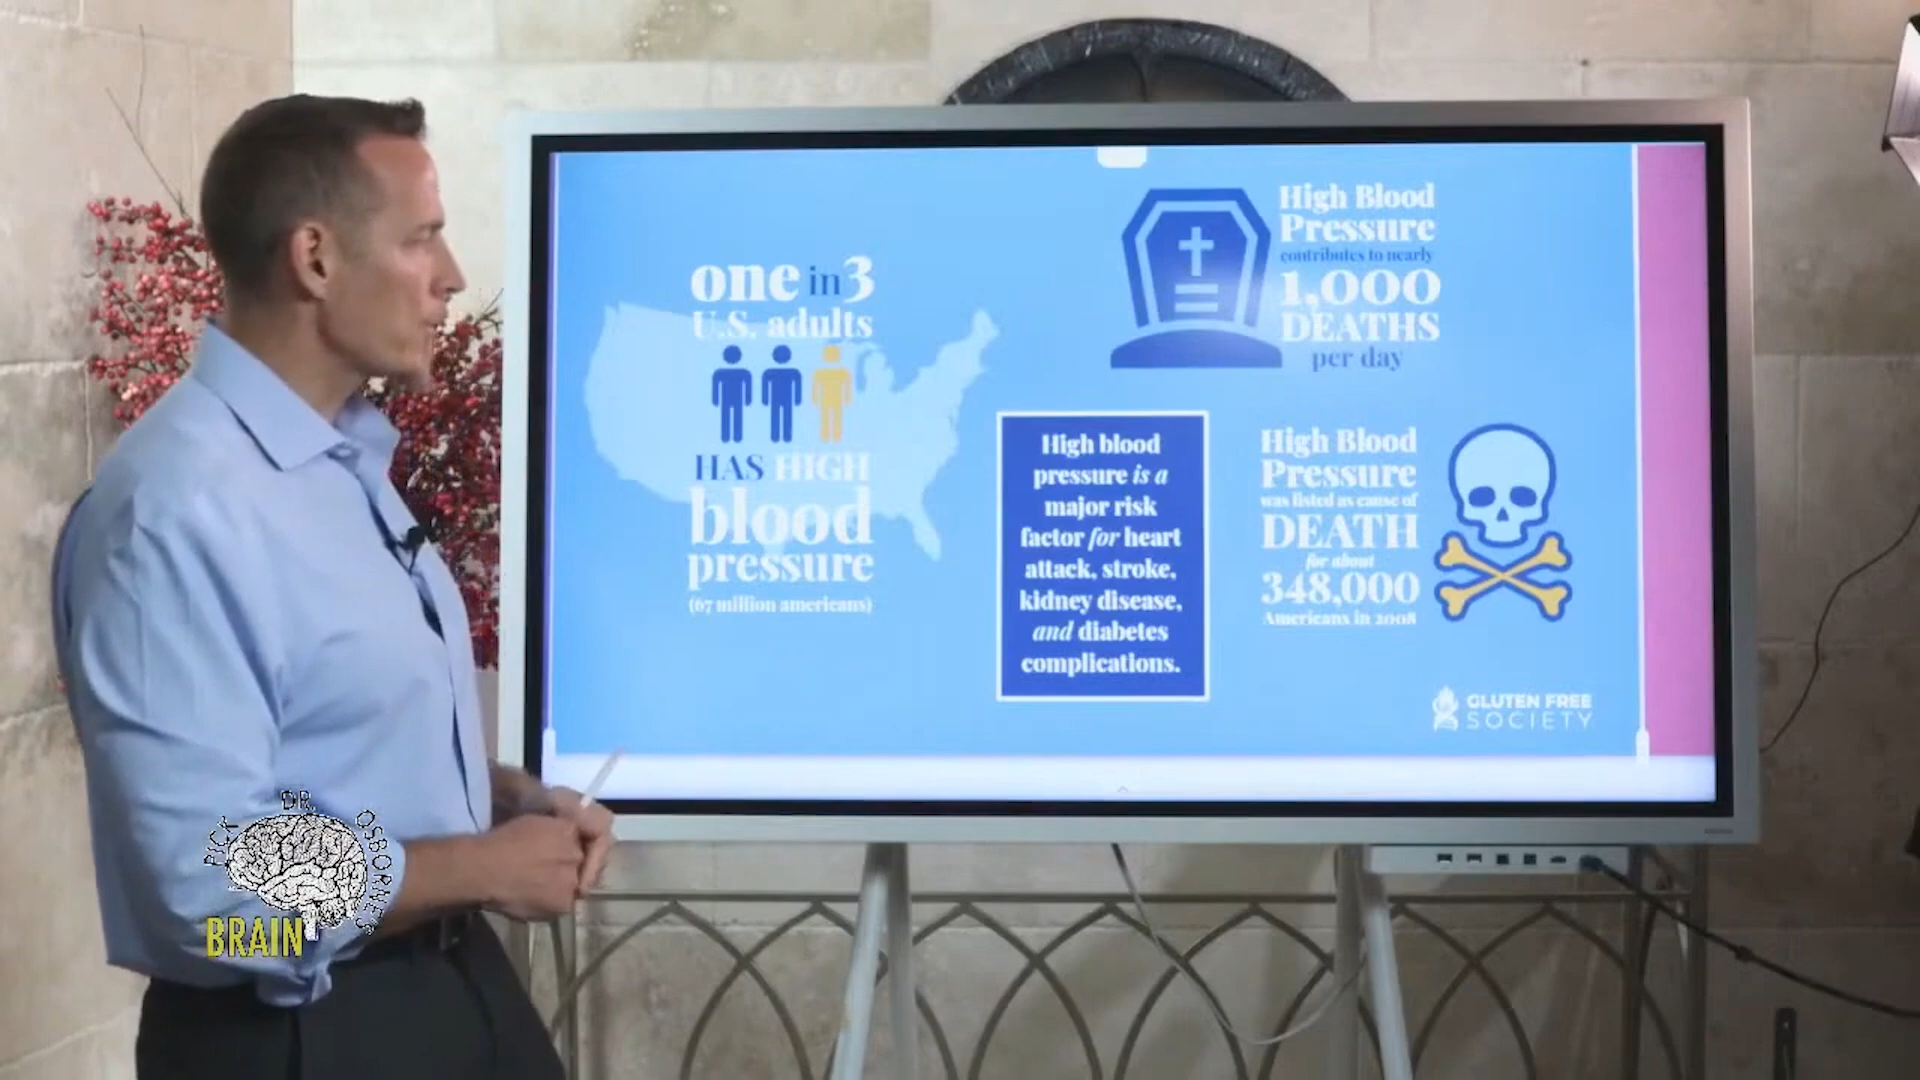 one in 3
U.S. adults
HAS HIGH
blood
pressure
(67 million americans)
High Blood
Pressure
contributes to nearly
1,000
DEATHS
per day
High blood
pressure is a
major risk
factor for heart
attack, stroke,
kidney disease,
and diabetes
complications.
High Blood
Pressure
was listed as cause of
DEATH
for about
348,000
Americans in 2008
GLUTEN FREE
SOCIETY
PICK DR. OSBORNE'S
BRAIN